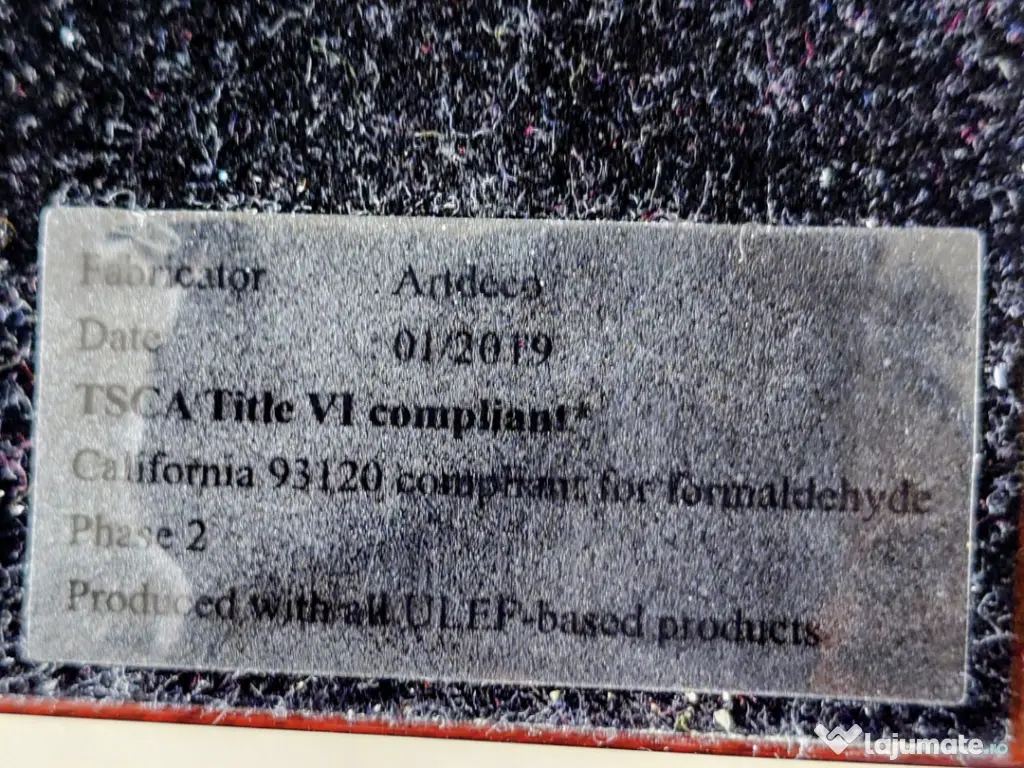 Fabricator Artdeco
Date : 01/2019
TSCA Title VI compliant*
California 93120 compliant for formaldehyde
Phase 2
Produced with all ULEF-based products
Lajumate.ro